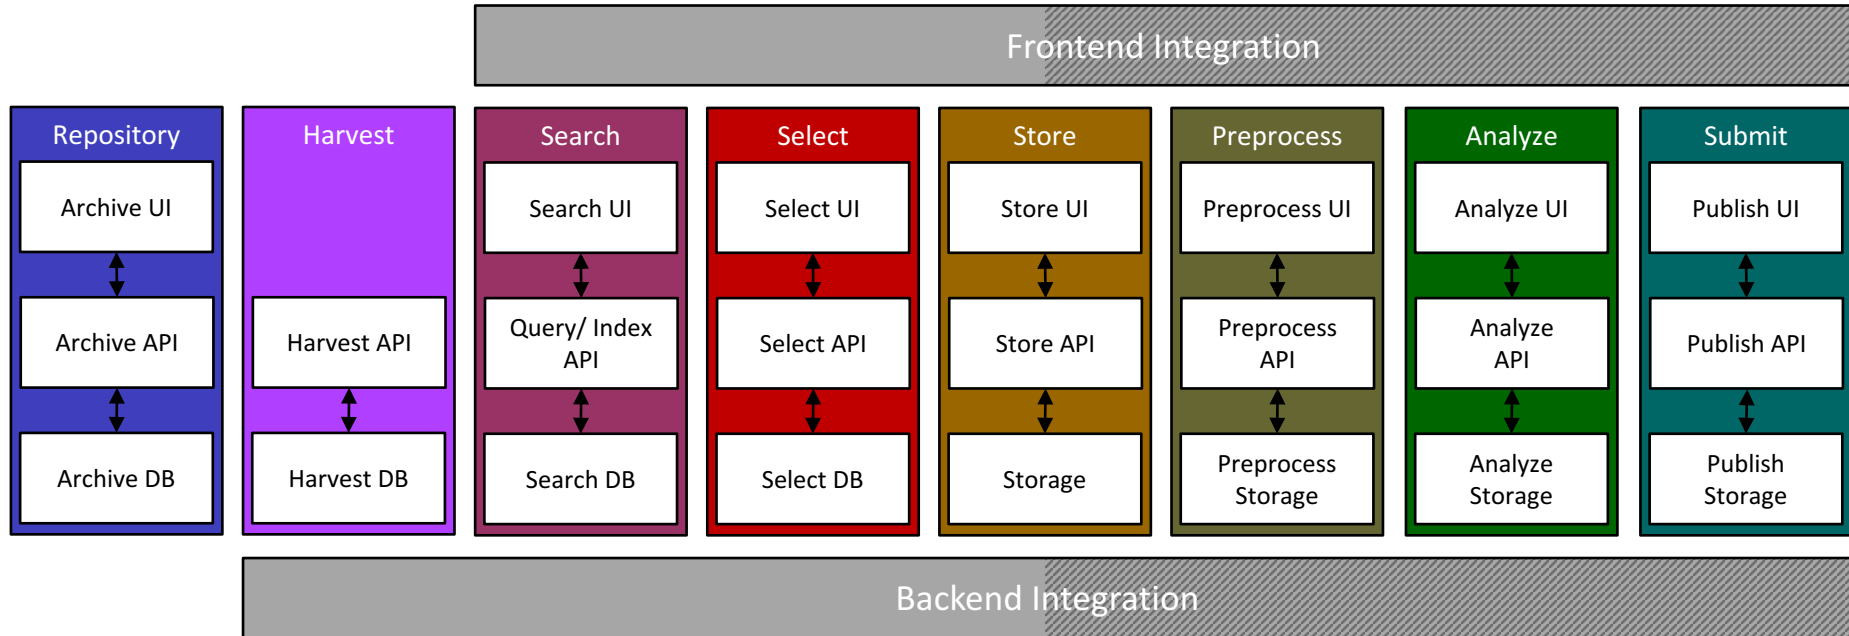 Frontend Integration
Repository
Harvest
Search
Select
Store
Preprocess
Analyze
Submit
Archive UI
Search UI
Select UI
Store UI
Preprocess UI
Analyze UI
Publish UI
Archive API
Harvest API
Query/ Index
API
Select API
Store API
Preprocess
API
Analyze
API
Publish API
Archive DB
Harvest DB
Search DB
Select DB
Storage
Preprocess
Storage
Analyze
Storage
Publish
Storage
Backend Integration